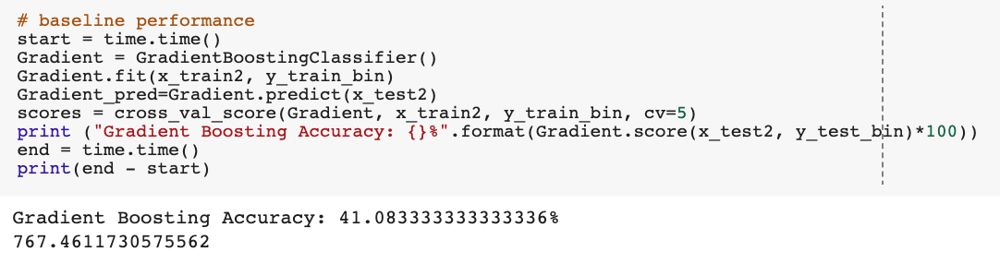 # baseline performance
start = time.time()
Gradient = GradientBoostingClassifier()
Gradient.fit(x_train2, y_train_bin)
Gradient_pred=Gradient.predict(x_test2)
scores = cross_val_score(Gradient, x_train2, y_train_bin, cv=5)
print ("Gradient Boosting Accuracy: {}%".format(Gradient.score(x_test2, y_test_bin)*100))
end = time.time()
print(end - start)
Gradient Boosting Accuracy: 41.083333333333336%
767.4611730575562